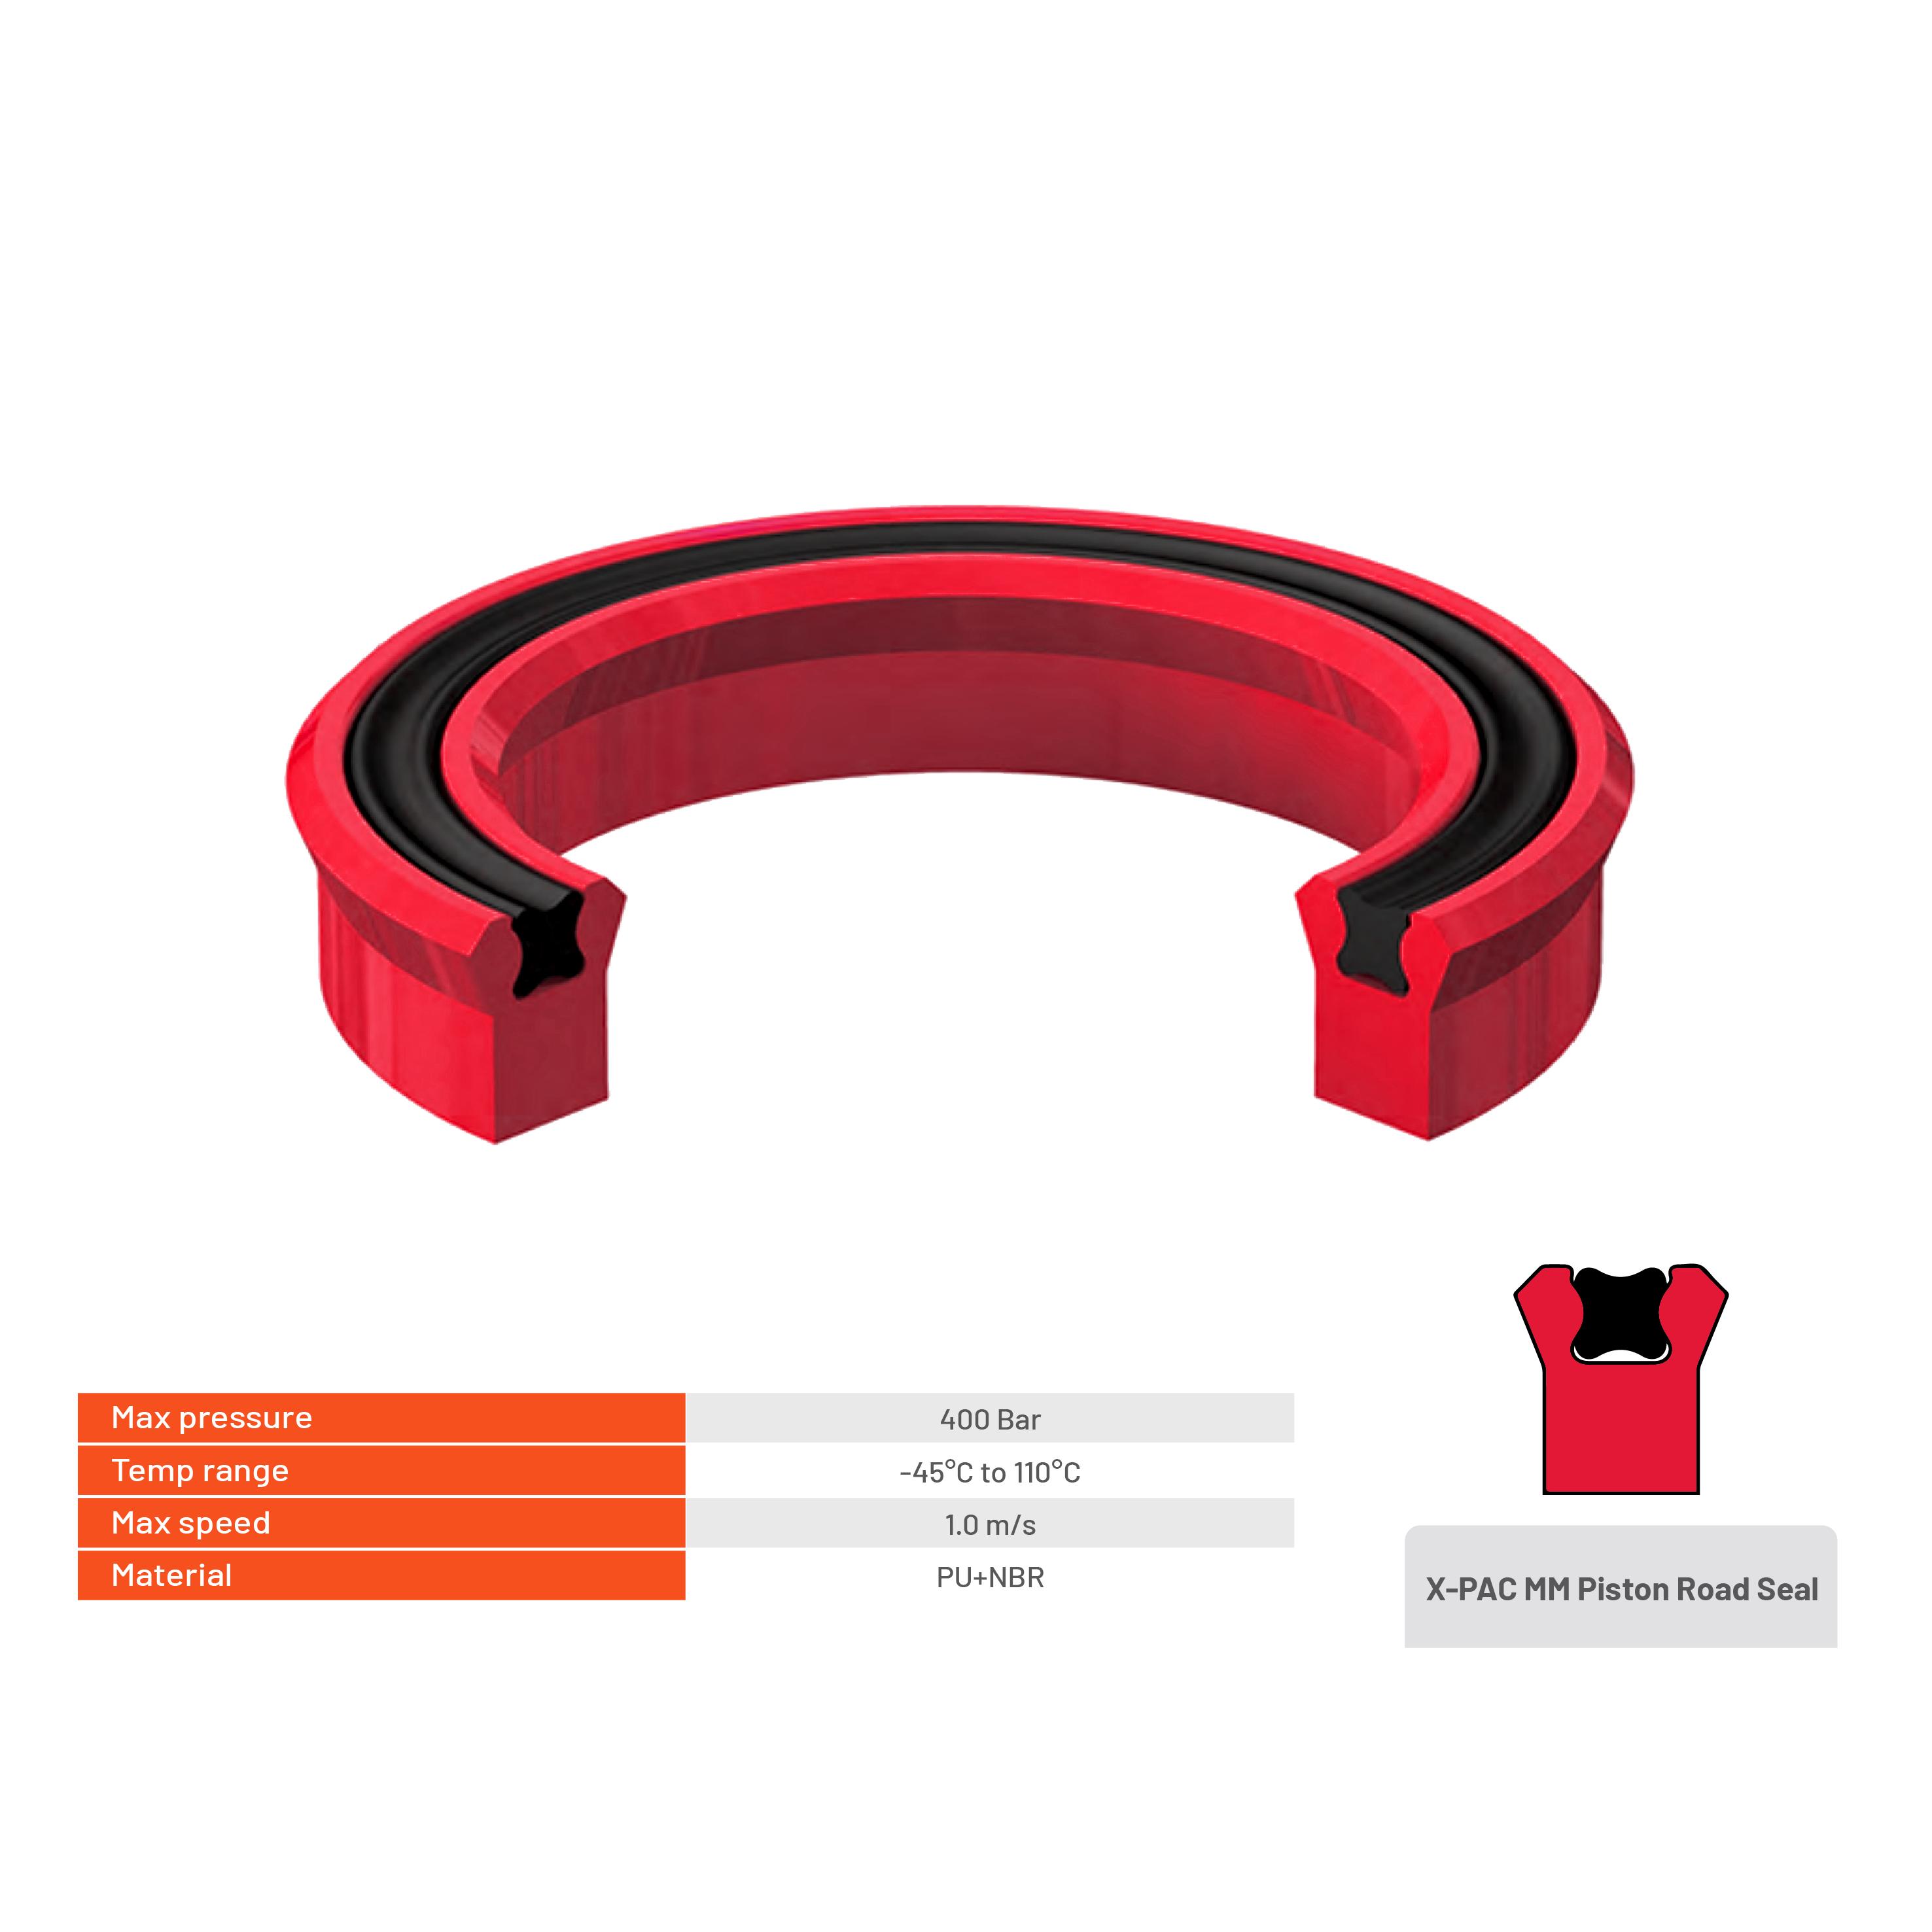 Max pressure 400 Bar
Temp range -45°C to 110°C
Max speed 1.0 m/s
Material PU+NBR
X-PAC MM Piston Road Seal